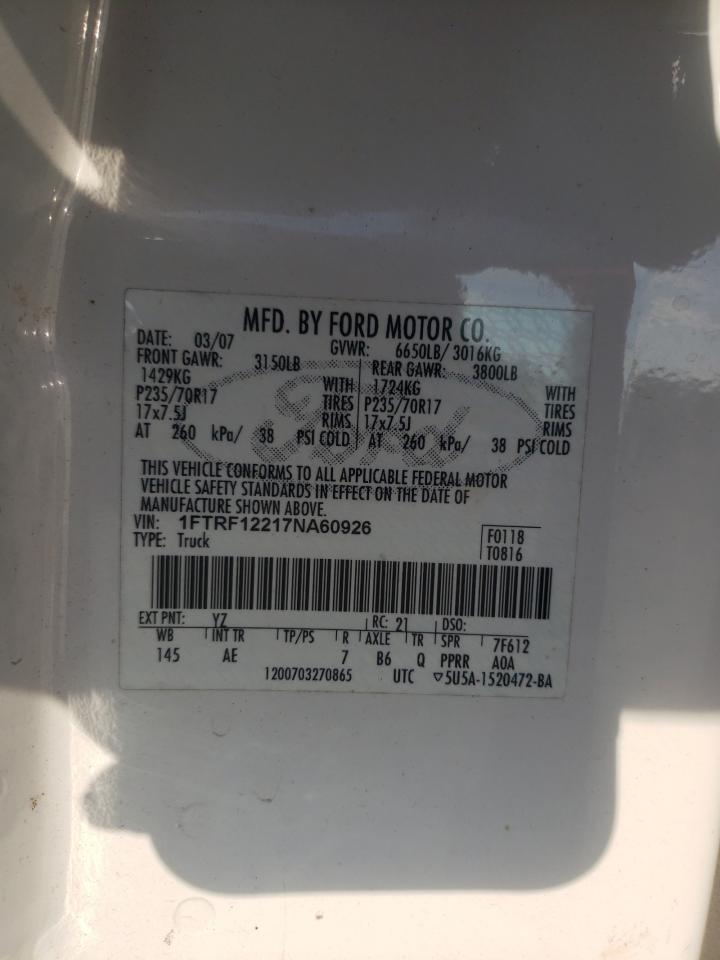 MFD. BY FORD MOTOR CO.
DATE: 03/07 GVWR: 6650LB/ 3016KG
FRONT GAWR: 3150LB REAR GAWR: 3800LB
1429KG WITH 1724KG WITH
P235/70R17 TIRES P235/70R17 TIRES
17x7.5J RIMS 17x7.5J RIMS
AT 260 kPa/ 38 PSI COLD AT 260 kPa/ 38 PSI COLD
Ford
THIS VEHICLE CONFORMS TO ALL APPLICABLE FEDERAL MOTOR
VEHICLE SAFETY STANDARDS IN EFFECT ON THE DATE OF
MANUFACTURE SHOWN ABOVE.
VIN: 1FTRF12217NA60926 F0118
TYPE: Truck T0816
EXT PNT: YZ RC: 21 DSO:
WB INT TR TP/PS R AXLE TR SPR 7F612
145 AE 7 B6 Q PPRR A0A
1200703270865 UTC ▽5U5A-1520472-BA